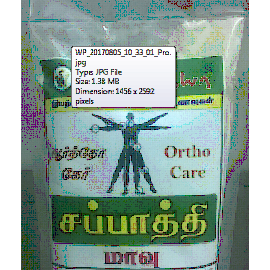 WP_20170805_10_33_01_Pro.
jpg
Type: JPG File
Size: 1.38 MB
Dimension: 1456 x 2592
pixels
ஆர்த்தோ
கேர்
Ortho
Care
சப்பாத்தி
மாவு